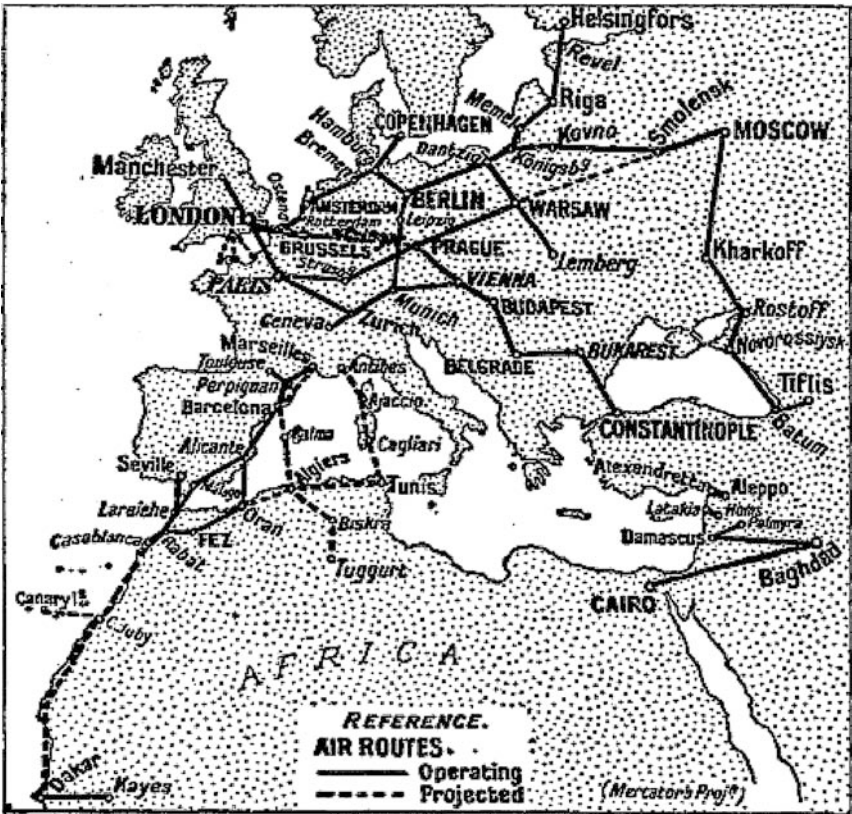 Helsingfors
Revel
Riga
Memel
Smolensk
MOSCOW
Kovno
COPENHAGEN
Hamburg
Bremen
Dantzig
Königsbg
Manchester
Ostend
AMSTERDAM
BERLIN
WARSAW
LONDON
Rotterdam
Leipzig
BRUSSELS
PRAGUE
Lemberg
Kharkoff
Strasbg
PARIS
VIENNA
Munich
BUDAPEST
Rostoff
Geneva
Zurich
Novorossiysk
Marseilles
Toulouse
Antibes
BELGRADE
BUKAREST
Perpignan
Tiflis
Barcelona
Ajaccio
Batum
CONSTANTINOPLE
Palma
Cagliari
Alicante
Seville
Algiers
Tunis
Alexandretta
Aleppo
Malaga
Laraiche
Oran
Latakia
Homs
Palmyra
Casablanca
Rabat
FEZ
Biskra
Damascus
Baghdad
Tuggurt
CAIRO
Canary Is
C. Juby
AFRICA
REFERENCE.
AIR ROUTES.
Operating
Projected
Dakar
Kayes
(Mercator's Projn)